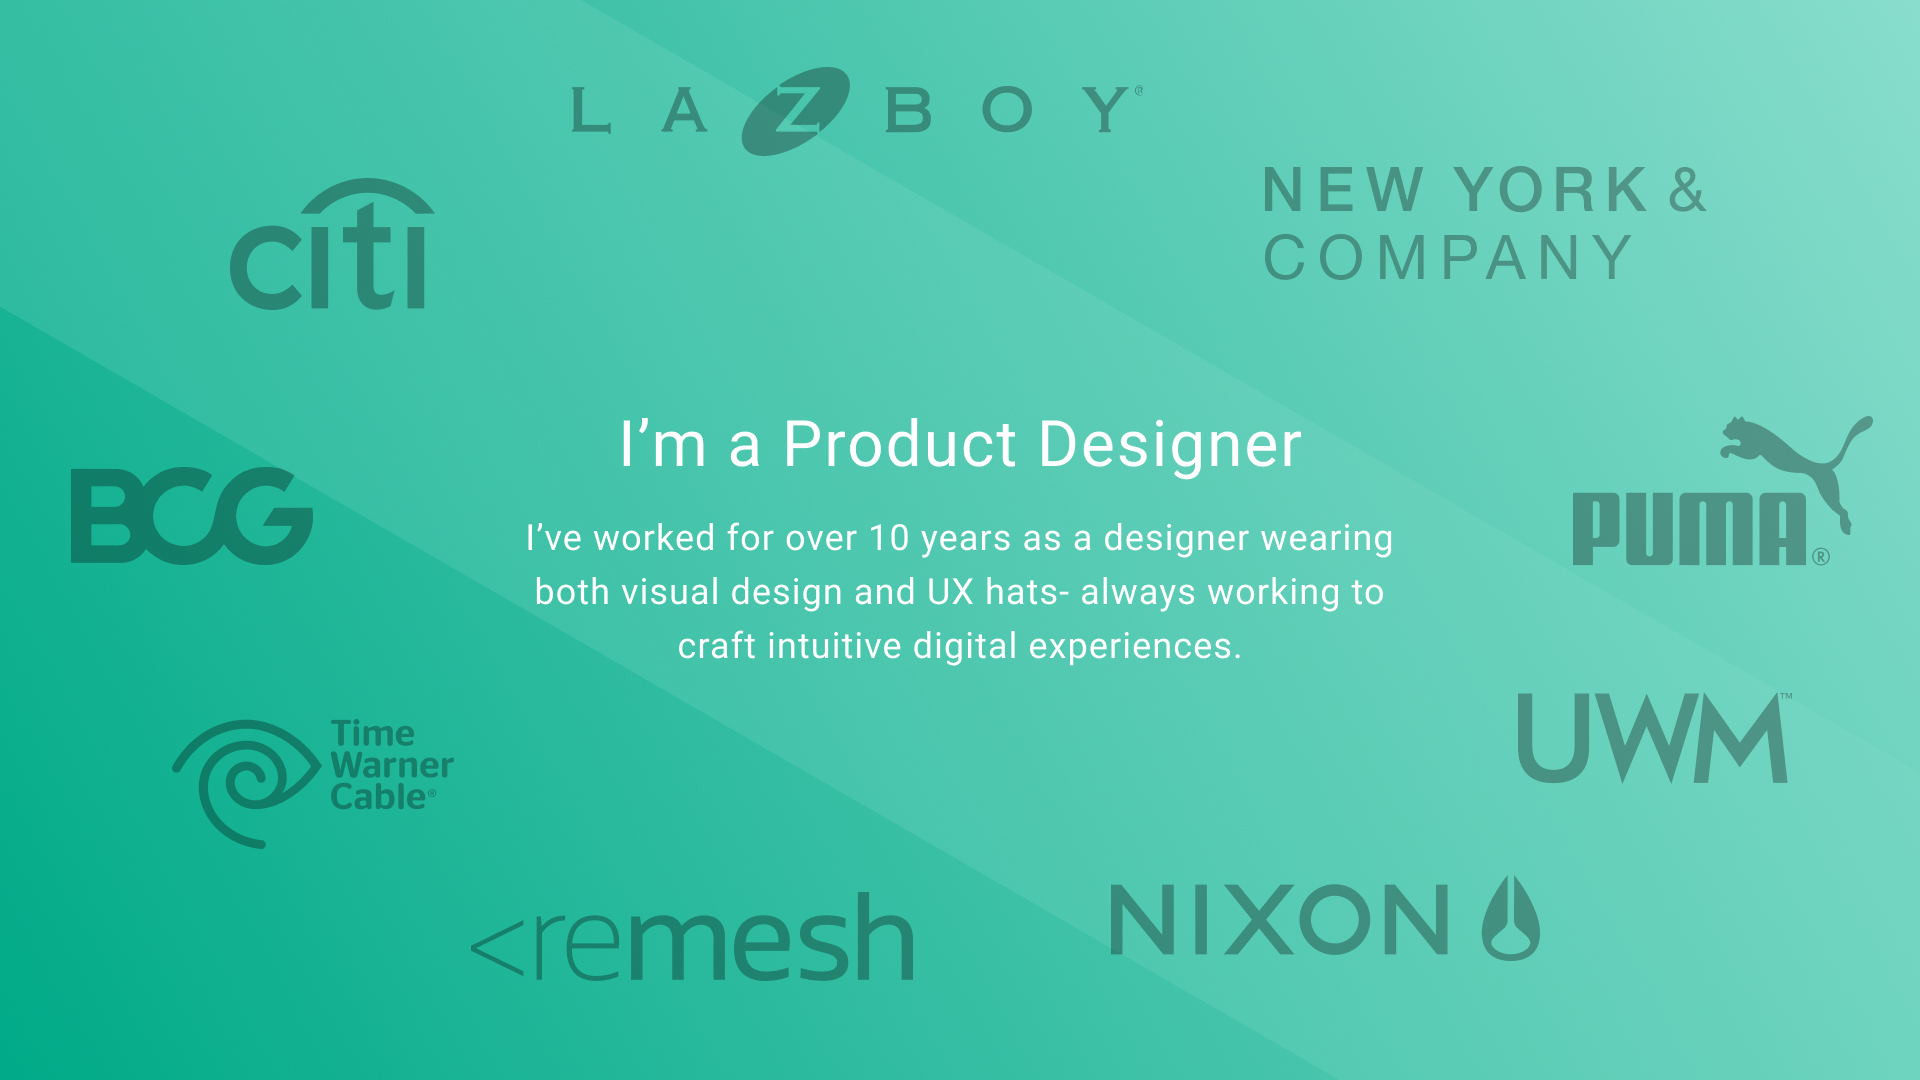 LAZBOY®
citi
NEW YORK &
COMPANY
I’m a Product Designer
BCG
PUMA®
I’ve worked for over 10 years as a designer wearing
both visual design and UX hats- always working to
craft intuitive digital experiences.
Time
Warner
Cable®
UWM™
<remesh
NIXON